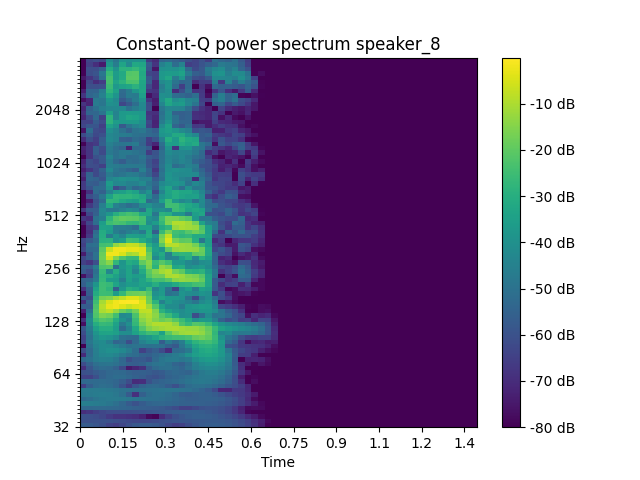 Constant-Q power spectrum speaker_8
2048
1024
512
256
128
64
32
Hz
0 0.15 0.3 0.45 0.6 0.75 0.9 1.1 1.2 1.4
Time
-10 dB
-20 dB
-30 dB
-40 dB
-50 dB
-60 dB
-70 dB
-80 dB